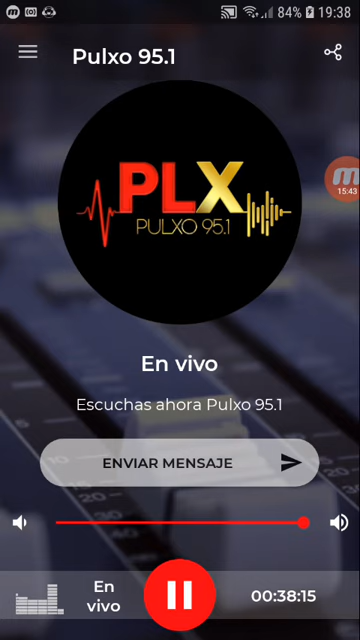 84% 19:38
Pulxo 95.1
15:43
PLX
PULXO 95.1
En vivo
Escuchas ahora Pulxo 95.1
ENVIAR MENSAJE
En
vivo
00:38:15